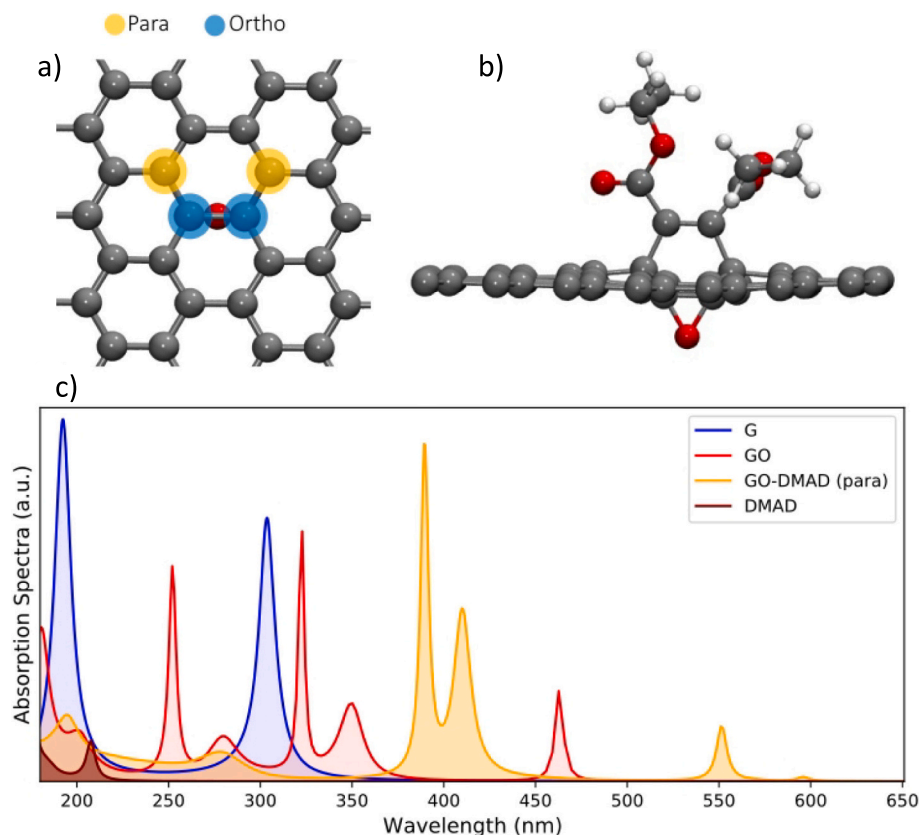 Para
Ortho
a)
b)
c)
Absorption Spectra (a.u.)
G
GO
GO-DMAD (para)
DMAD
200
250
300
350
400
450
500
550
600
650
Wavelength (nm)